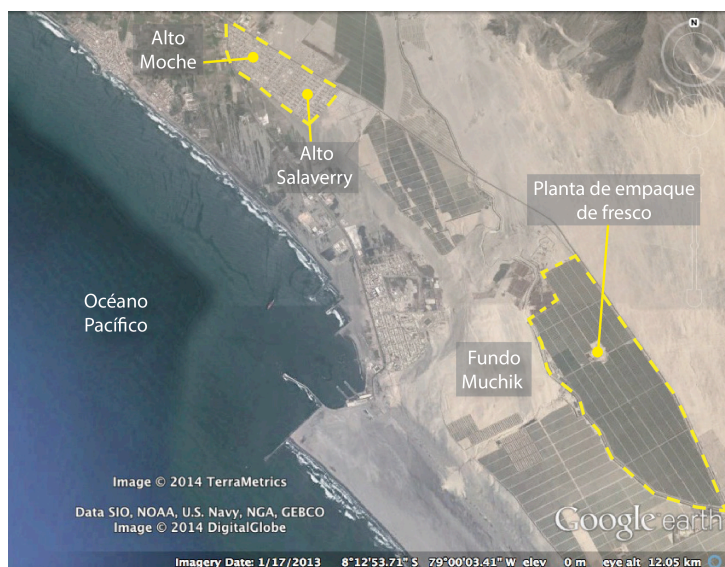 N
Alto
Moche
Alto
Salaverry
Planta de empaque
de fresco
Océano
Pacífico
Fundo
Muchik
Image © 2014 TerraMetrics
Data SIO, NOAA, U.S. Navy, NGA, GEBCO
Image © 2014 DigitalGlobe
Google earth
Imagery Date: 1/17/2013 8°12'53.71" S 79°00'03.41" W elev 0 m eye alt 12.05 km